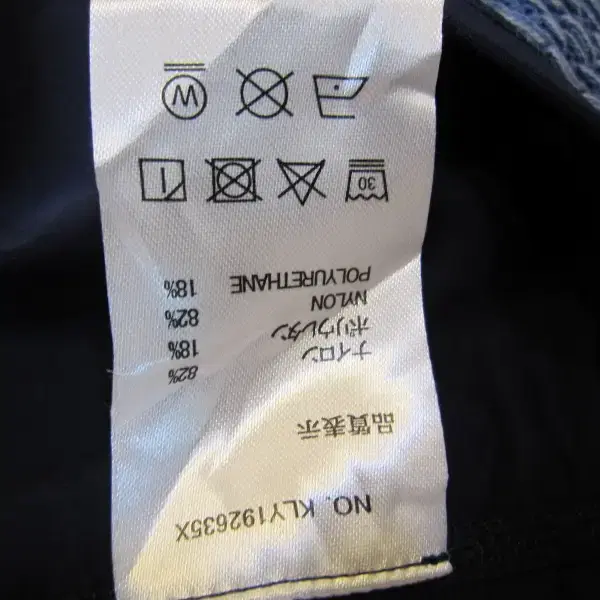 NO. KLY192635X
品質表示
ナイロン 82%
ポリウレタン 18%
NYLON 82%
POLYURETHANE 18%
30
W